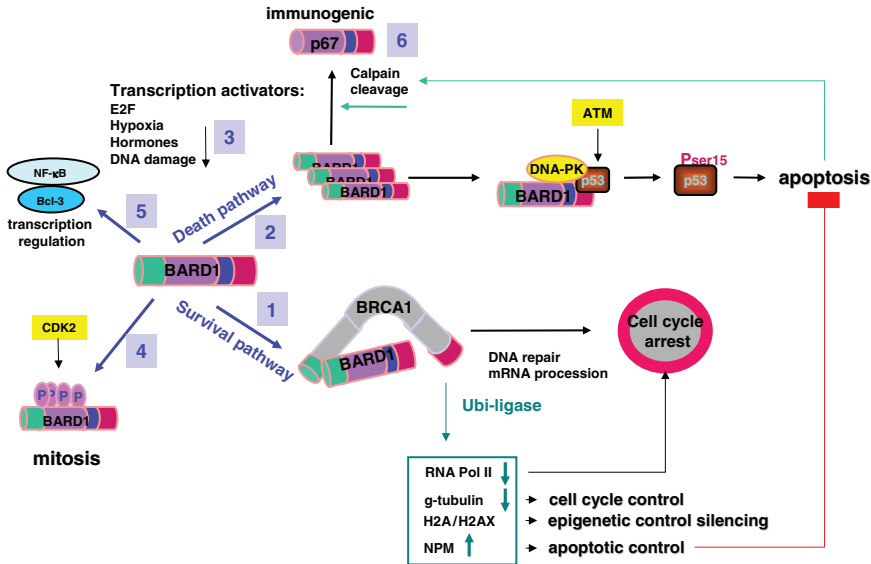 immunogenic
p67
6
Calpain
cleavage
Transcription activators:
E2F
Hypoxia
Hormones
DNA damage
3
ATM
NF-κB
Bcl-3
transcription
regulation
5
Death pathway
2
BARD1
BARD1
BARD1
DNA-PK
p53
BARD1
Pser15
p53
apoptosis
BARD1
1
Survival pathway
BRCA1
BARD1
DNA repair
mRNA procession
Cell cycle
arrest
CDK2
4
P P P P
BARD1
mitosis
Ubi-ligase
RNA Pol II
g-tubulin
cell cycle control
H2A/H2AX
epigenetic control silencing
NPM
apoptotic control